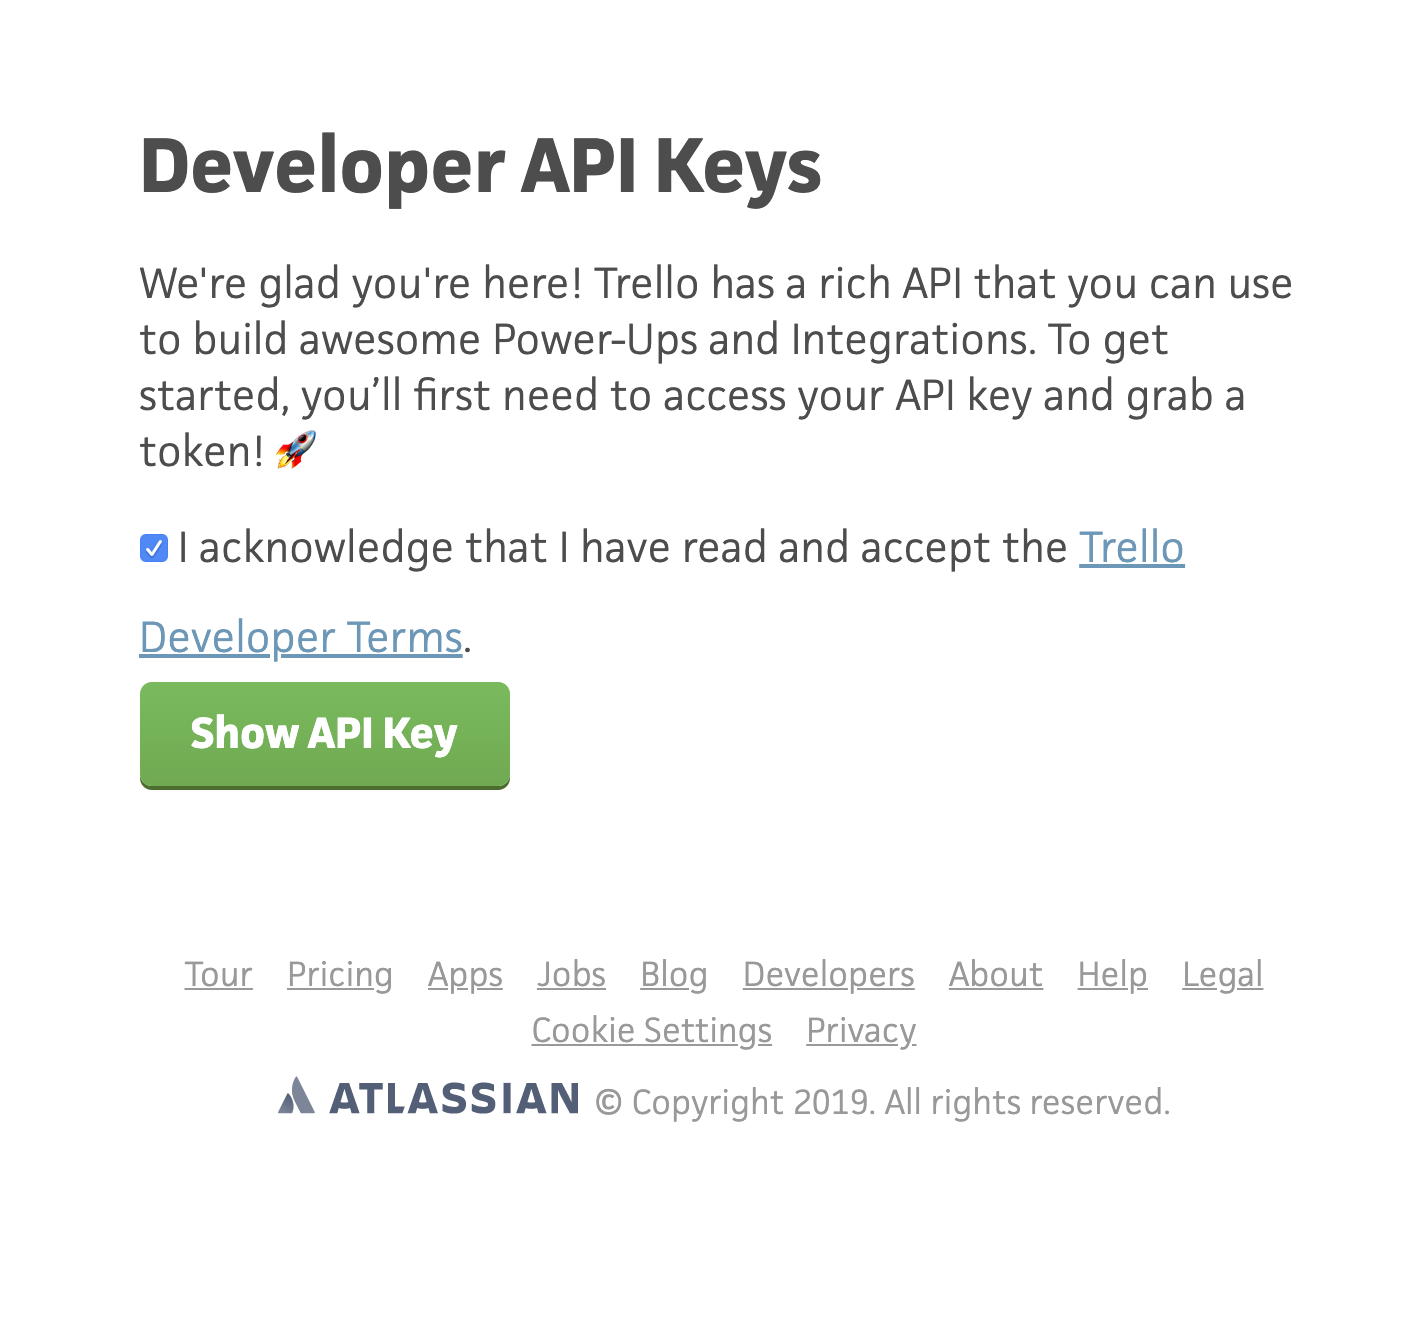 Developer API Keys
We're glad you're here! Trello has a rich API that you can use
to build awesome Power-Ups and Integrations. To get
started, you’ll first need to access your API key and grab a
token! 🚀
I acknowledge that I have read and accept the Trello
Developer Terms.
Show API Key
Tour Pricing Apps Jobs Blog Developers About Help Legal
Cookie Settings Privacy
ATLASSIAN © Copyright 2019. All rights reserved.